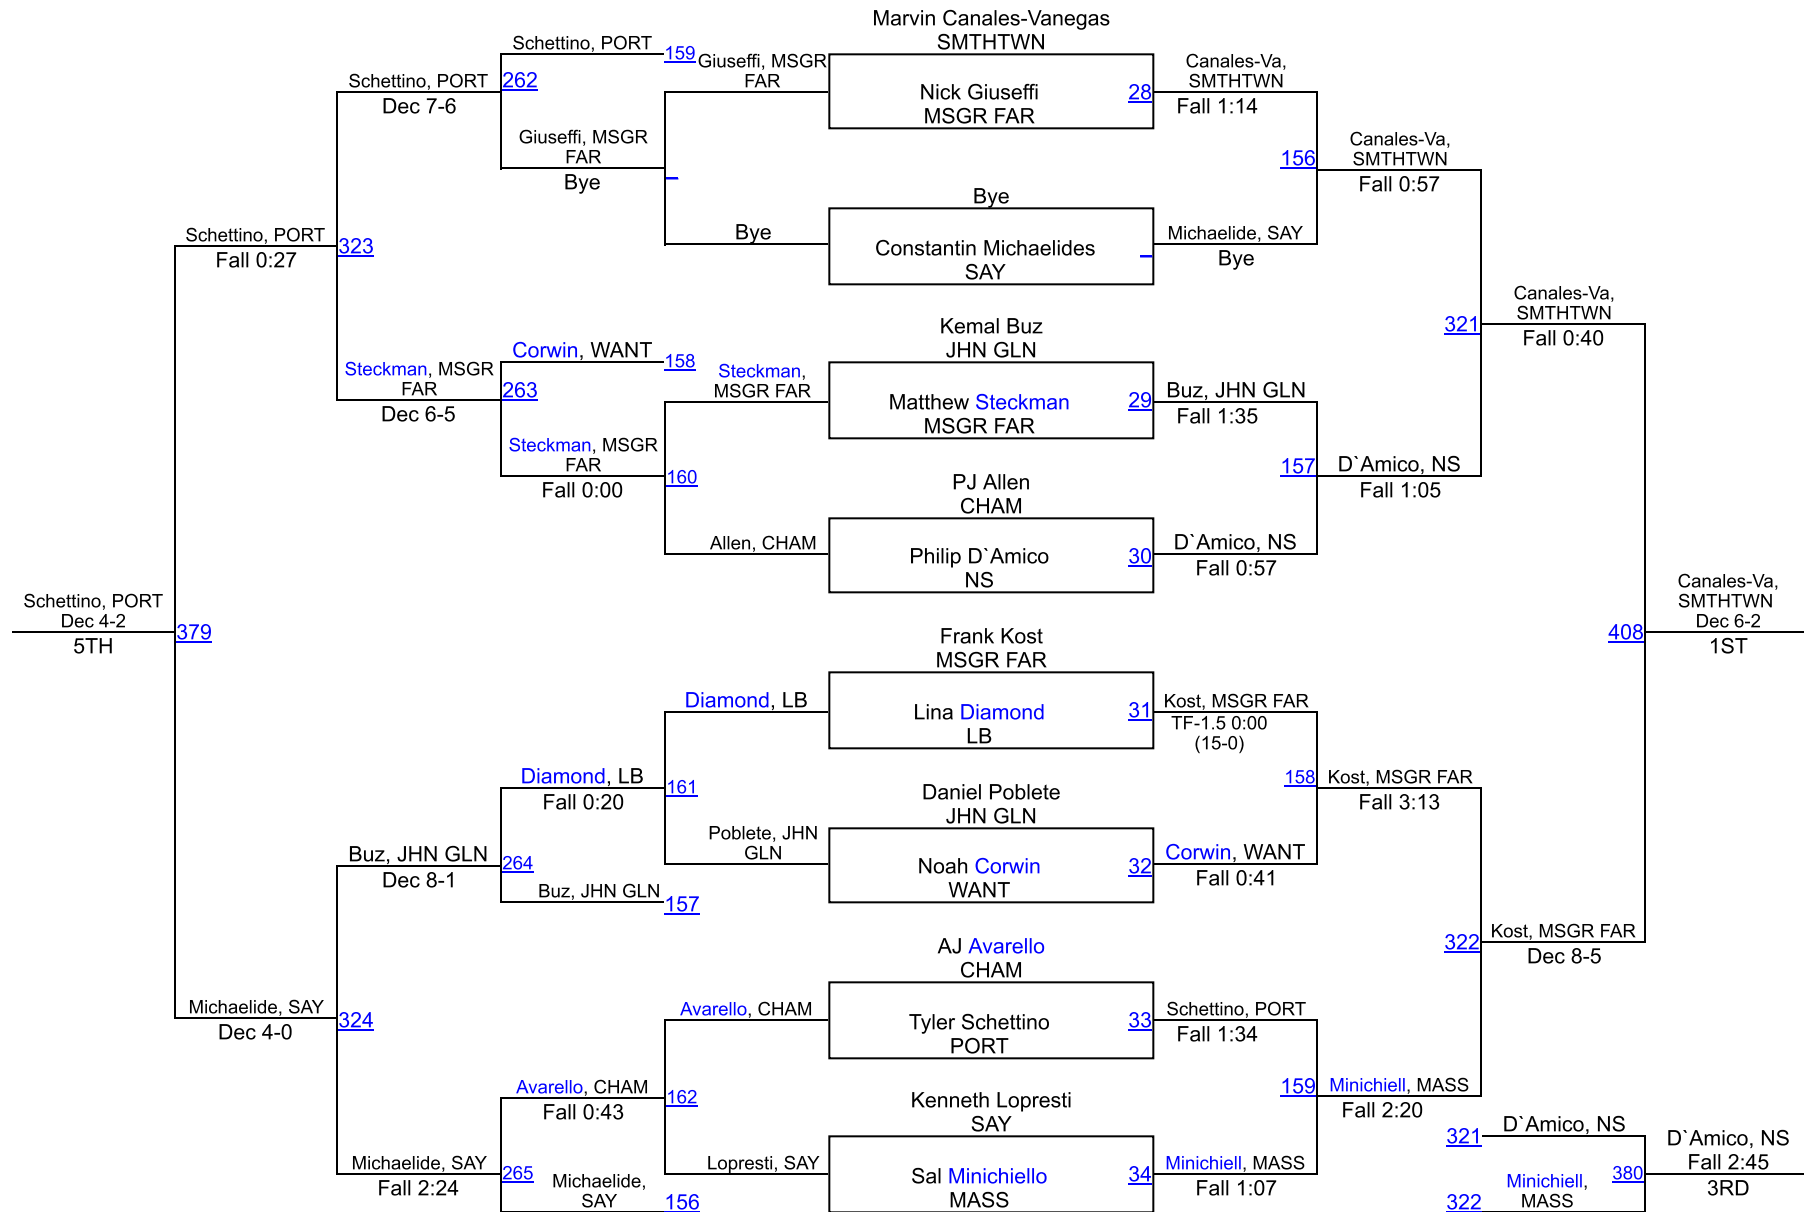 Marvin Canales-Vanegas
SMTHTWN
Schettino, PORT
159
Giuseffi, MSGR
FAR
Canales-Va,
SMTHTWN
Schettino, PORT
262
Nick Giuseffi
28
MSGR FAR
Dec 7-6
Fall 1:14
Giuseffi, MSGR
FAR
Bye
Canales-Va,
SMTHTWN
156
Fall 0:57
Bye
Bye
Constantin Michaelides
SAY
Michaelide, SAY
Bye
Schettino, PORT
323
Fall 0:27
Canales-Va,
SMTHTWN
321
Fall 0:40
Kemal Buz
JHN GLN
Corwin, WANT
158
Steckman, MSGR
FAR
263
Dec 6-5
Steckman,
MSGR FAR
Matthew Steckman
29
MSGR FAR
Buz, JHN GLN
Fall 1:35
Steckman, MSGR
FAR
160
Fall 0:00
157
D`Amico, NS
Fall 1:05
PJ Allen
CHAM
Allen, CHAM
Philip D`Amico
30
NS
D`Amico, NS
Fall 0:57
Schettino, PORT
Dec 4-2
379
5TH
Canales-Va,
SMTHTWN
Dec 6-2
408
1ST
Frank Kost
MSGR FAR
Diamond, LB
Lina Diamond
31
LB
Kost, MSGR FAR
TF-1.5 0:00
(15-0)
Diamond, LB
161
Fall 0:20
158
Kost, MSGR FAR
Fall 3:13
Daniel Poblete
JHN GLN
Poblete, JHN
GLN
Noah Corwin
32
WANT
Corwin, WANT
Fall 0:41
Buz, JHN GLN
264
Dec 8-1
Buz, JHN GLN
157
AJ Avarello
CHAM
322
Kost, MSGR FAR
Dec 8-5
Avarello, CHAM
Tyler Schettino
33
PORT
Schettino, PORT
Fall 1:34
Michaelide, SAY
324
Dec 4-0
Avarello, CHAM
162
Fall 0:43
159
Minichiell, MASS
Fall 2:20
Kenneth Lopresti
SAY
321
D`Amico, NS
Lopresti, SAY
Sal Minichiello
34
MASS
Minichiell, MASS
Fall 1:07
D`Amico, NS
Fall 2:45
380
3RD
Michaelide, SAY
265
Fall 2:24
Michaelide,
SAY
156
Minichiell,
MASS
322